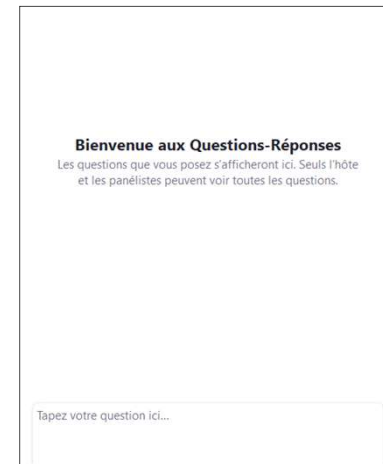 Bienvenue aux Questions-Réponses
Les questions que vous posez s'afficheront ici. Seuls l'hôte
et les panélistes peuvent voir toutes les questions.
Tapez votre question ici...